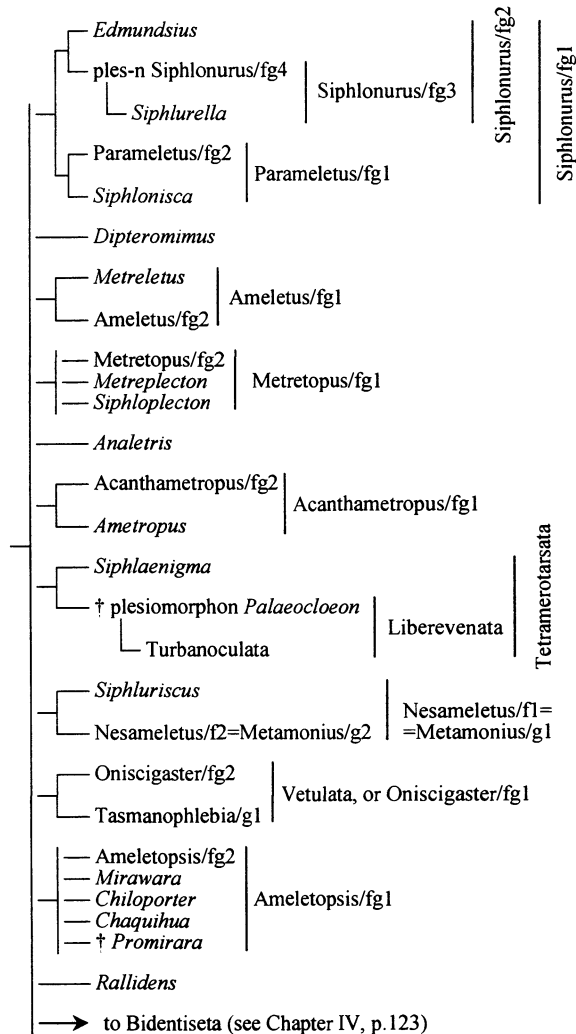 Edmundsius
ples-n Siphlonurus/fg4
Siphlurella
Siphlonurus/fg3
Siphlonurus/fg2
Siphlonurus/fg1
Parameletus/fg2
Siphlonisca
Parameletus/fg1
Dipteromimus
Metreletus
Ameletus/fg2
Ameletus/fg1
Metretopus/fg2
Metreplecton
Siphloplecton
Metretopus/fg1
Analetris
Acanthametropus/fg2
Ametropus
Acanthametropus/fg1
Siphlaenigma
† plesiomorphon Palaeocloeon
Turbanoculata
Liberevenata
Tetramerotarsata
Siphluriscus
Nesameletus/f2=Metamonius/g2
Nesameletus/f1=
=Metamonius/g1
Oniscigaster/fg2
Tasmanophlebia/g1
Vetulata, or Oniscigaster/fg1
Ameletopsis/fg2
Mirawara
Chiloporter
Chaquihua
† Promirara
Ameletopsis/fg1
Rallidens
to Bidentiseta (see Chapter IV, p.123)